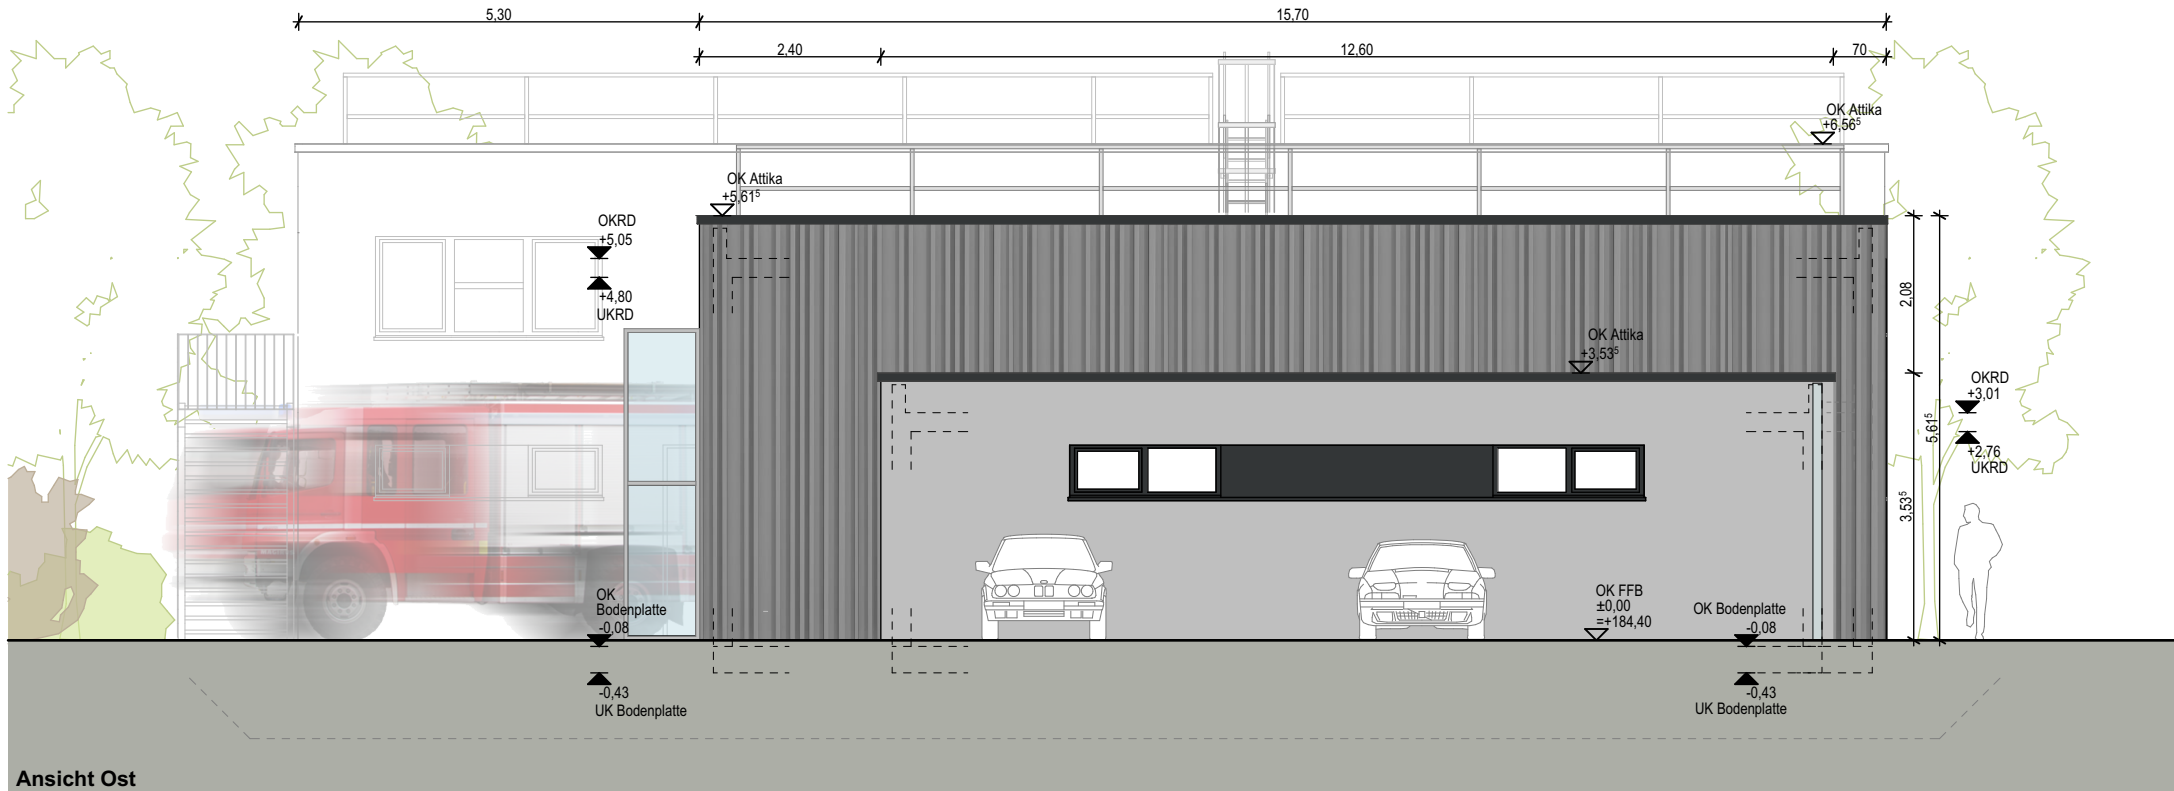 5,30
15,70
2,40
12,60
70
OK Attika
+6,56⁵
OK Attika
+5,61⁵
OKRD
+5,05
+4,80
UKRD
2,08
OK Attika
+3,53⁵
OKRD
+3,01
5,61⁵
+2,76
UKRD
3,53⁵
OK
Bodenplatte
-0,08
OK FFB
±0,00
=+184,40
OK Bodenplatte
-0,08
-0,43
UK Bodenplatte
-0,43
UK Bodenplatte
Ansicht Ost